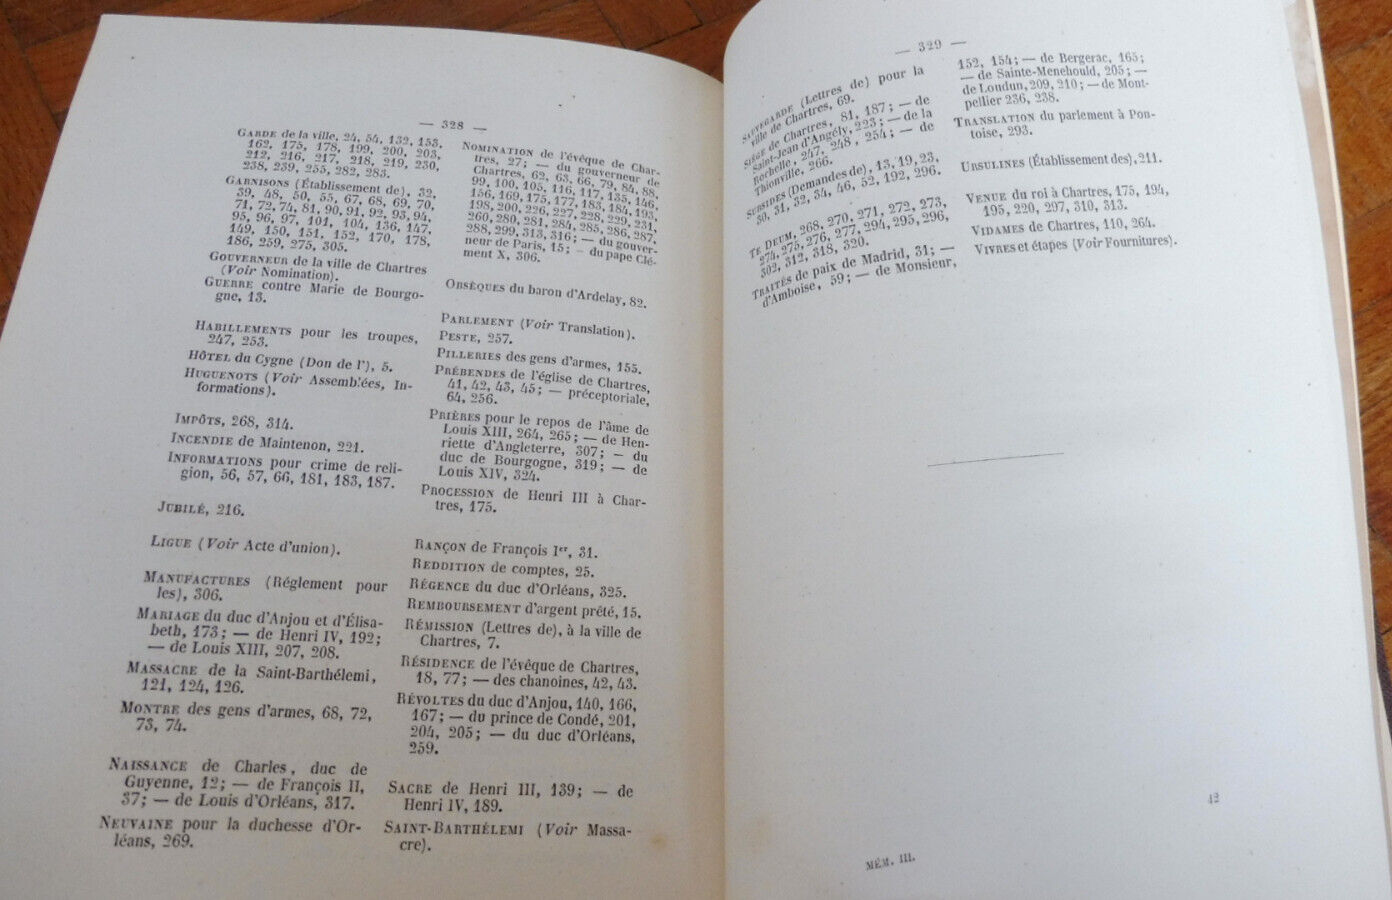 — 328 —
GARDE de la ville, 24, 54, 132, 153,
162, 175, 178, 199, 200, 203,
212, 216, 217, 218, 219, 230,
238, 239, 255, 282, 283.
GARNISONS (Établissement de), 32,
39, 48, 50, 55, 67, 68, 69, 70,
71, 72, 74, 81, 90, 91, 92, 93, 94,
95, 96, 97, 101, 104, 136, 147,
149, 150, 151, 152, 170, 178,
186, 259, 275, 305.
GOUVERNEUR de la ville de Chartres
(Voir Nomination).
GUERRE contre Marie de Bourgo-
gne, 13.
HABILLEMENTS pour les troupes,
247, 253.
HÔTEL du Cygne (Don de l'), 5.
HUGUENOTS (Voir Assemblées, In-
formations).
IMPÔTS, 268, 314.
INCENDIE de Maintenon, 221.
INFORMATIONS pour crime de reli-
gion, 56, 57, 66, 181, 183, 187.
JUBILÉ, 216.
LIGUE (Voir Acte d'union).
MANUFACTURES (Réglement pour
les), 306.
MARIAGE du duc d'Anjou et d'Élisa-
beth, 173; — de Henri IV, 192;
— de Louis XIII, 207, 208.
MASSACRE de la Saint-Barthélemi,
121, 124, 126.
MONTRE des gens d'armes, 68, 72,
73, 74.
NAISSANCE de Charles, duc de
Guyenne, 12; — de François II,
37; — de Louis d'Orléans, 317.
NEUVAINE pour la duchesse d'Or-
léans, 269.
NOMINATION de l'évêque de Char-
tres, 27; — du gouverneur de
Chartres, 62, 63, 66, 79, 84, 88,
99, 100, 105, 116, 117, 135, 146,
156, 169, 175, 177, 183, 184, 193,
198, 200, 226, 227, 228, 229, 231,
260, 280, 281, 284, 285, 286, 287,
288, 299, 313, 316; — du gouver-
neur de Paris, 15; — du pape Clé-
ment X, 306.
OBSÈQUES du baron d'Ardelay, 82.
PARLEMENT (Voir Translation).
PESTE, 257.
PILLERIES des gens d'armes, 155.
PRÉBENDES de l'église de Chartres,
41, 42, 43, 45; — préceptoriale,
64, 256.
PRIÈRES pour le repos de l'âme de
Louis XIII, 264, 265; — de Hen-
riette d'Angleterre, 307; — du
duc de Bourgogne, 319; — de
Louis XIV, 324.
PROCESSION de Henri III à Char-
tres, 175.
RANÇON de François Ier, 31.
REDDITION de comptes, 25.
RÉGENCE du duc d'Orléans, 325.
REMBOURSEMENT d'argent prêté, 15.
RÉMISSION (Lettres de), à la ville de
Chartres, 7.
RÉSIDENCE de l'évêque de Chartres,
18, 77; — des chanoines, 42, 43.
RÉVOLTES du duc d'Anjou, 140, 166,
167; — du prince de Condé, 201,
204, 205; — du duc d'Orléans,
259.
SACRE de Henri III, 139; — de
Henri IV, 189.
SAINT-BARTHÉLEMI (Voir Massa-
cre).
— 329 —
SAUVEGARDE (Lettres de) pour la
ville de Chartres, 69.
SIÉGE de Chartres, 81, 187; — de
Saint-Jean d'Angély, 223; — de la
Rochelle, 247, 248, 254; — de
Thionville, 266.
SUBSIDES (Demandes de), 13, 19, 23,
30, 31, 32, 34, 46, 52, 192, 296.
TE DEUM, 268, 270, 271, 272, 273,
274, 275, 276, 277, 294, 295, 296,
302, 312, 318, 320.
TRAITÉS de paix de Madrid, 31; —
d'Amboise, 59; — de Monsieur,
152, 154; — de Bergerac, 165;
— de Sainte-Menehould, 205; —
de Loudun, 209, 210; — de Mont-
pellier 236, 238.
TRANSLATION du parlement à Pon-
toise, 293.
URSULINES (Établissement des), 211.
VENUE du roi à Chartres, 175, 194,
195, 220, 297, 310, 313.
VIDAMES de Chartres, 110, 264.
VIVRES et étapes (Voir Fournitures).
42
MÉM. III.